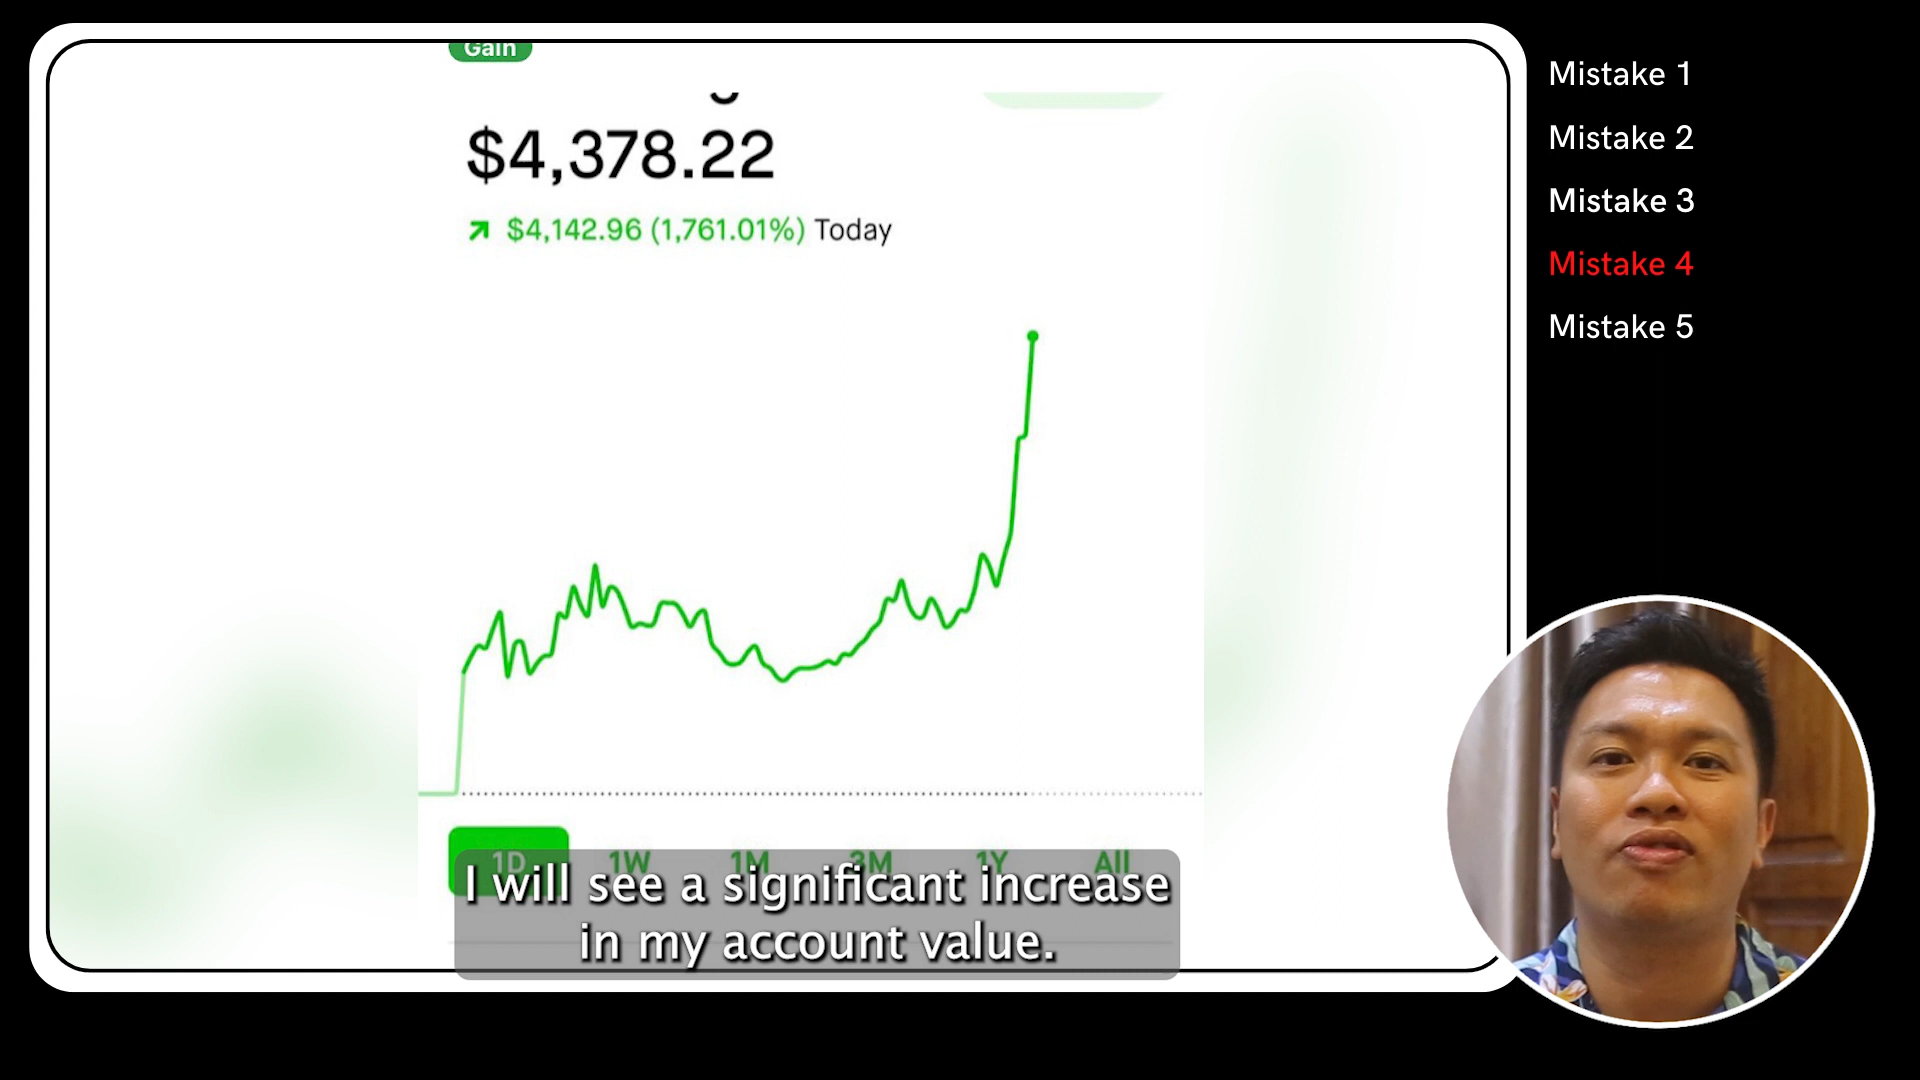 Gain
$4,378.22
$4,142.96 (1,761.01%) Today
1D 1W 1M 3M 1Y All
I will see a significant increase
in my account value.
Mistake 1
Mistake 2
Mistake 3
Mistake 4
Mistake 5